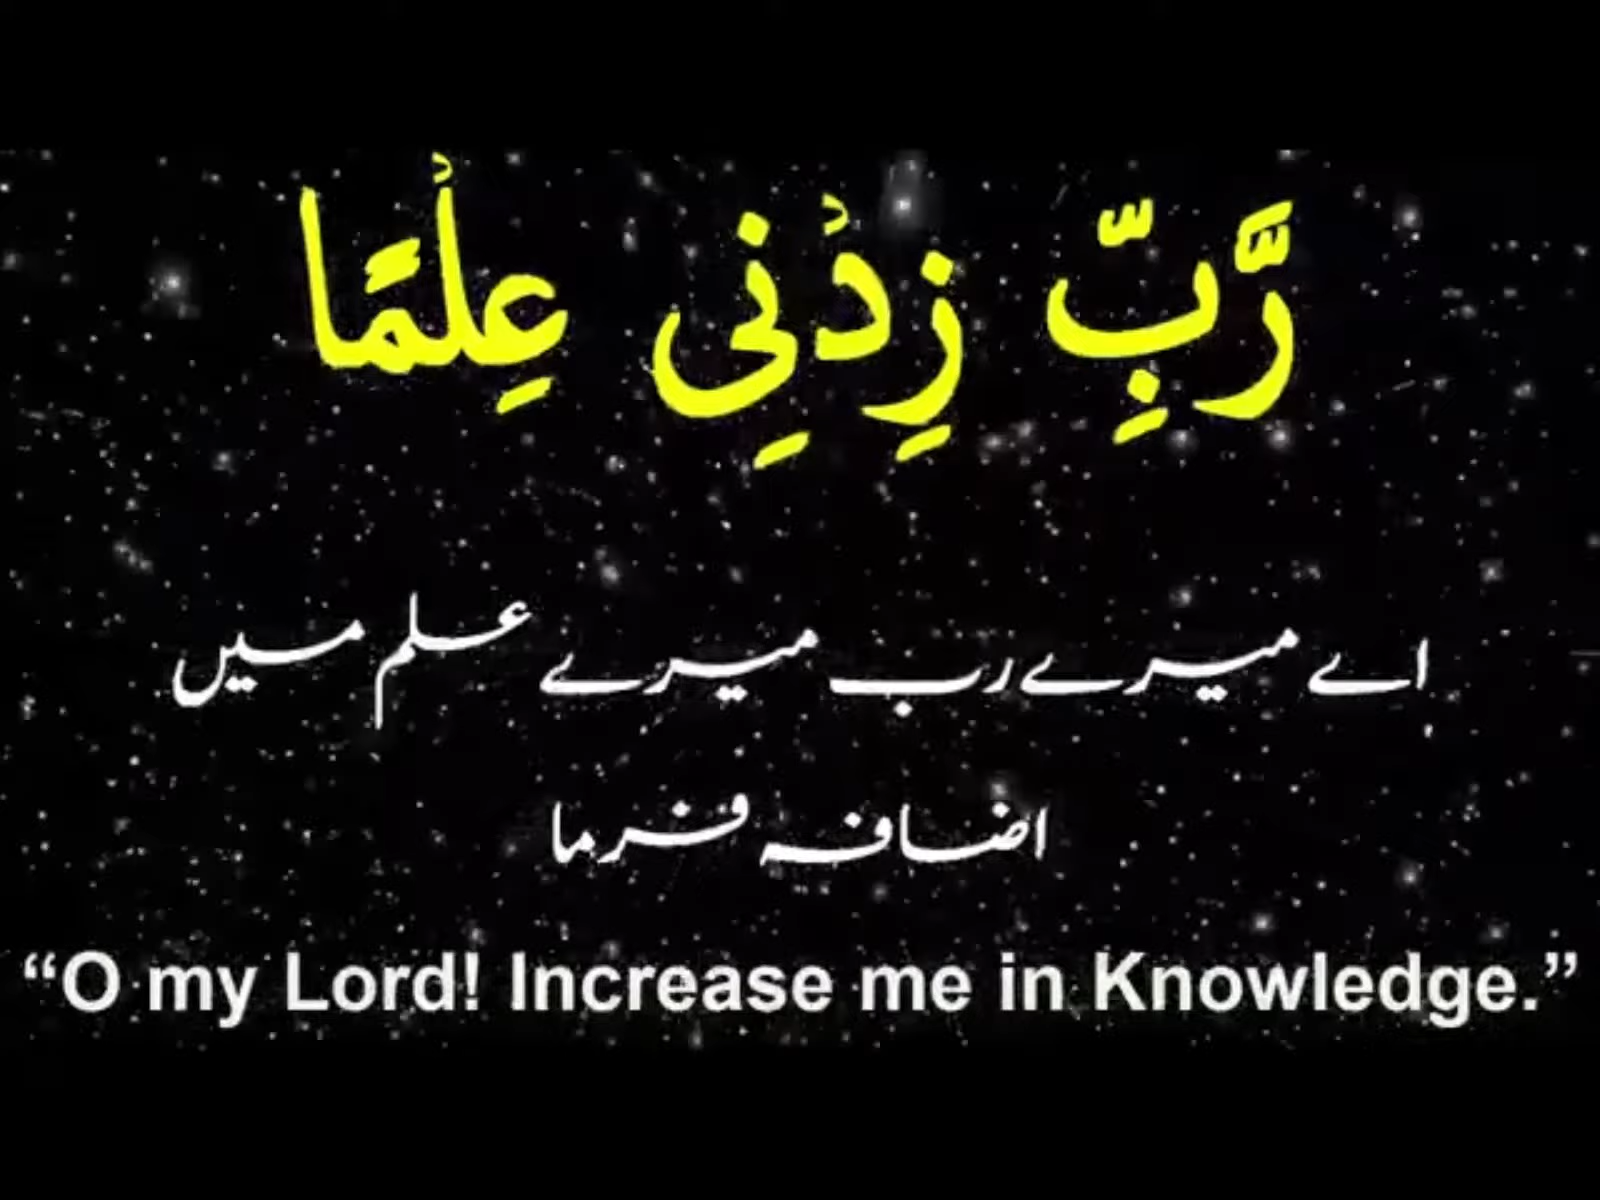 رَّبِّ زِدْنِي عِلْمًا
اے میرے رب میرے علم میں
اضافہ فرما
“O my Lord! Increase me in Knowledge.”